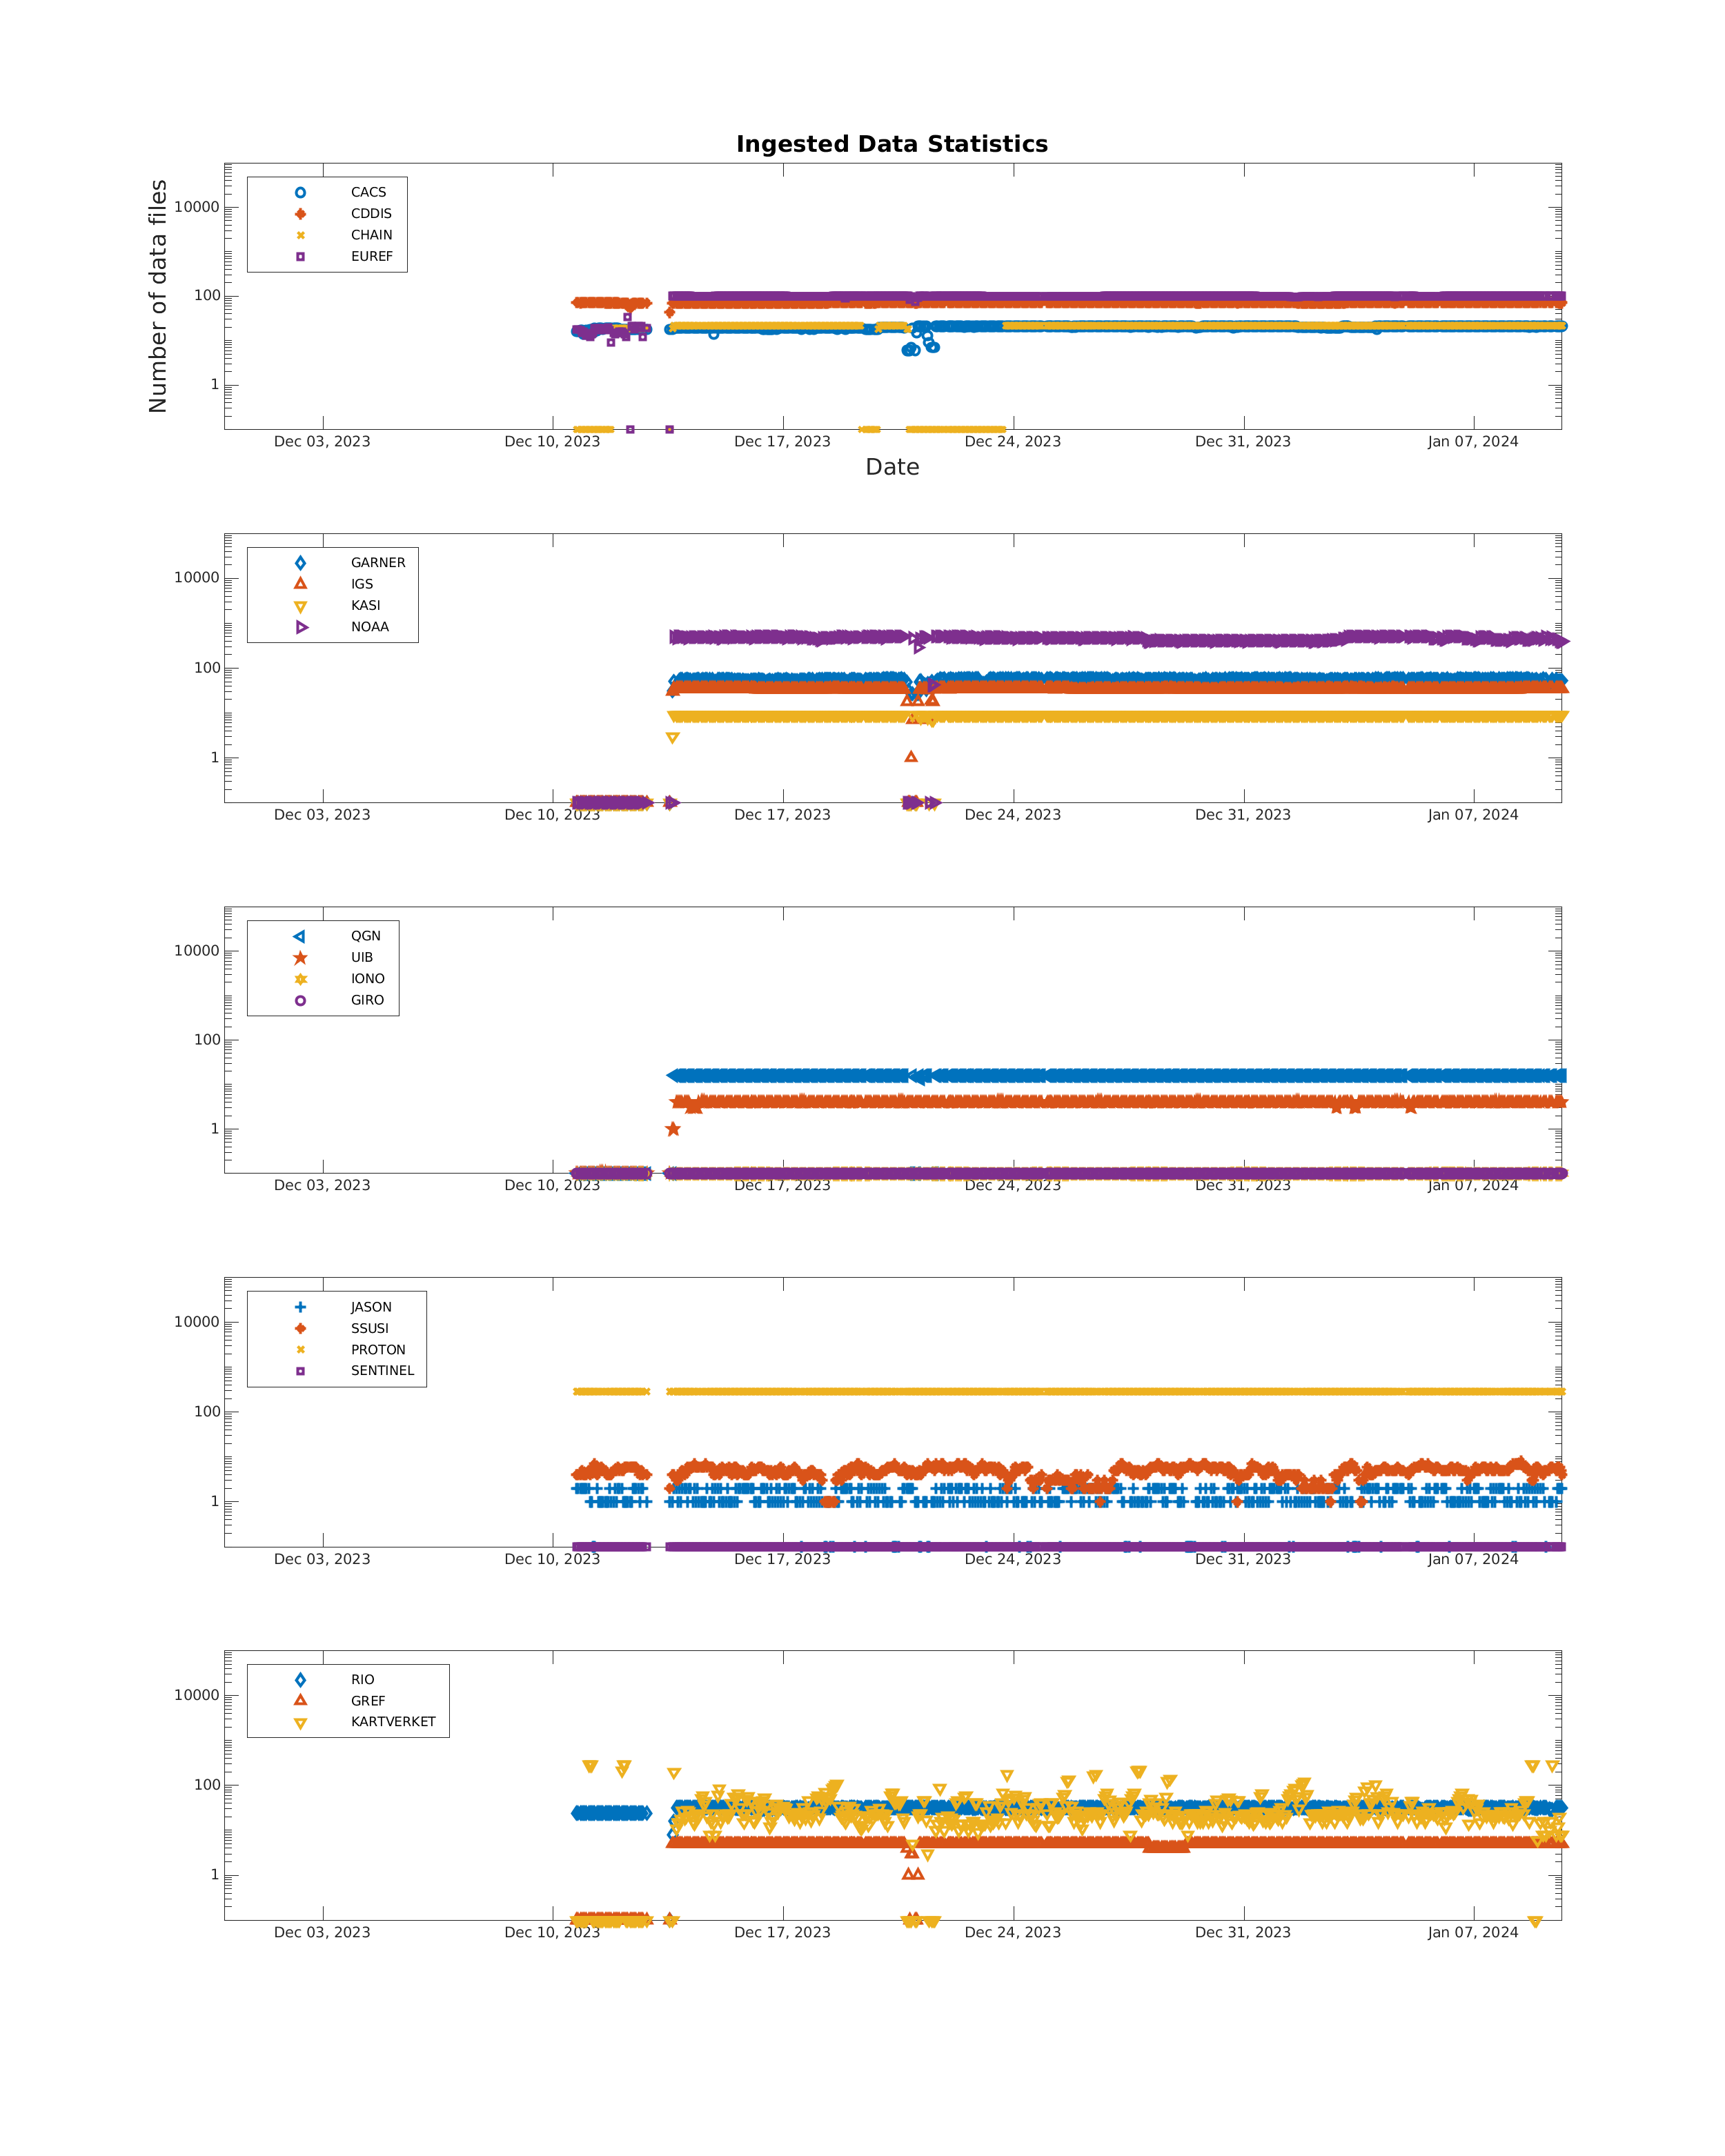 Ingested Data Statistics
Number of data files
CACS
CDDIS
CHAIN
EUREF
10000
100
1
Dec 03, 2023 Dec 10, 2023 Dec 17, 2023 Dec 24, 2023 Dec 31, 2023 Jan 07, 2024
Date
GARNER
IGS
KASI
NOAA
10000
100
1
Dec 03, 2023 Dec 10, 2023 Dec 17, 2023 Dec 24, 2023 Dec 31, 2023 Jan 07, 2024
QGN
UIB
IONO
GIRO
10000
100
1
Dec 03, 2023 Dec 10, 2023 Dec 17, 2023 Dec 24, 2023 Dec 31, 2023 Jan 07, 2024
JASON
SSUSI
PROTON
SENTINEL
10000
100
1
Dec 03, 2023 Dec 10, 2023 Dec 17, 2023 Dec 24, 2023 Dec 31, 2023 Jan 07, 2024
RIO
GREF
KARTVERKET
10000
100
1
Dec 03, 2023 Dec 10, 2023 Dec 17, 2023 Dec 24, 2023 Dec 31, 2023 Jan 07, 2024